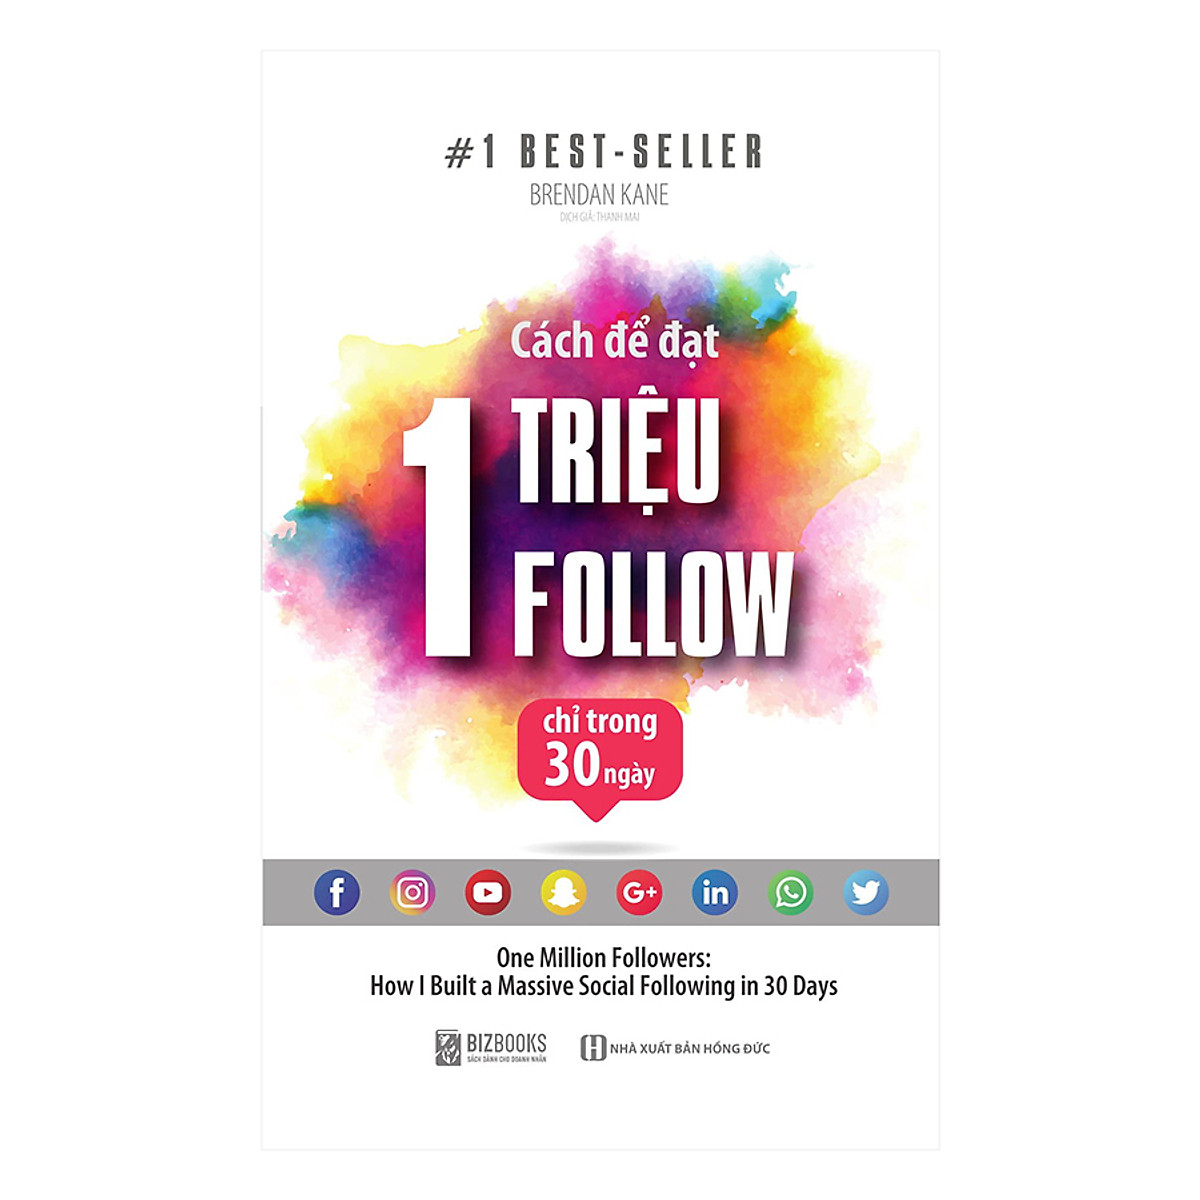 #1 BEST-SELLER
BRENDAN KANE
DỊCH GIẢ: THANH MAI
Cách để đạt
1 TRIỆU
FOLLOW
chỉ trong
30 ngày
f
G+
in
One Million Followers:
How I Built a Massive Social Following in 30 Days
BIZBOOKS
SÁCH DÀNH CHO DOANH NHÂN
NHÀ XUẤT BẢN HỒNG ĐỨC